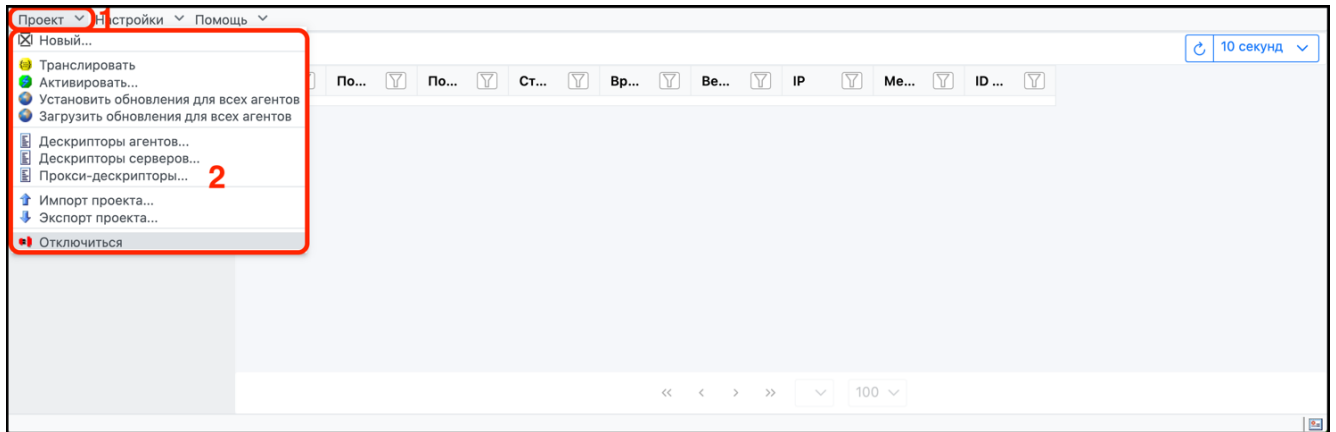 Проект 1 Настройки Помощь
Новый...
10 секунд
Транслировать
Активировать...
По... По... Ст... Вр... Ве... IP Ме... ID ...
Установить обновления для всех агентов
Загрузить обновления для всех агентов
Дескрипторы агентов...
Дескрипторы серверов...
Прокси-дескрипторы... 2
Импорт проекта...
Экспорт проекта...
Отключиться
<< < > >> 100